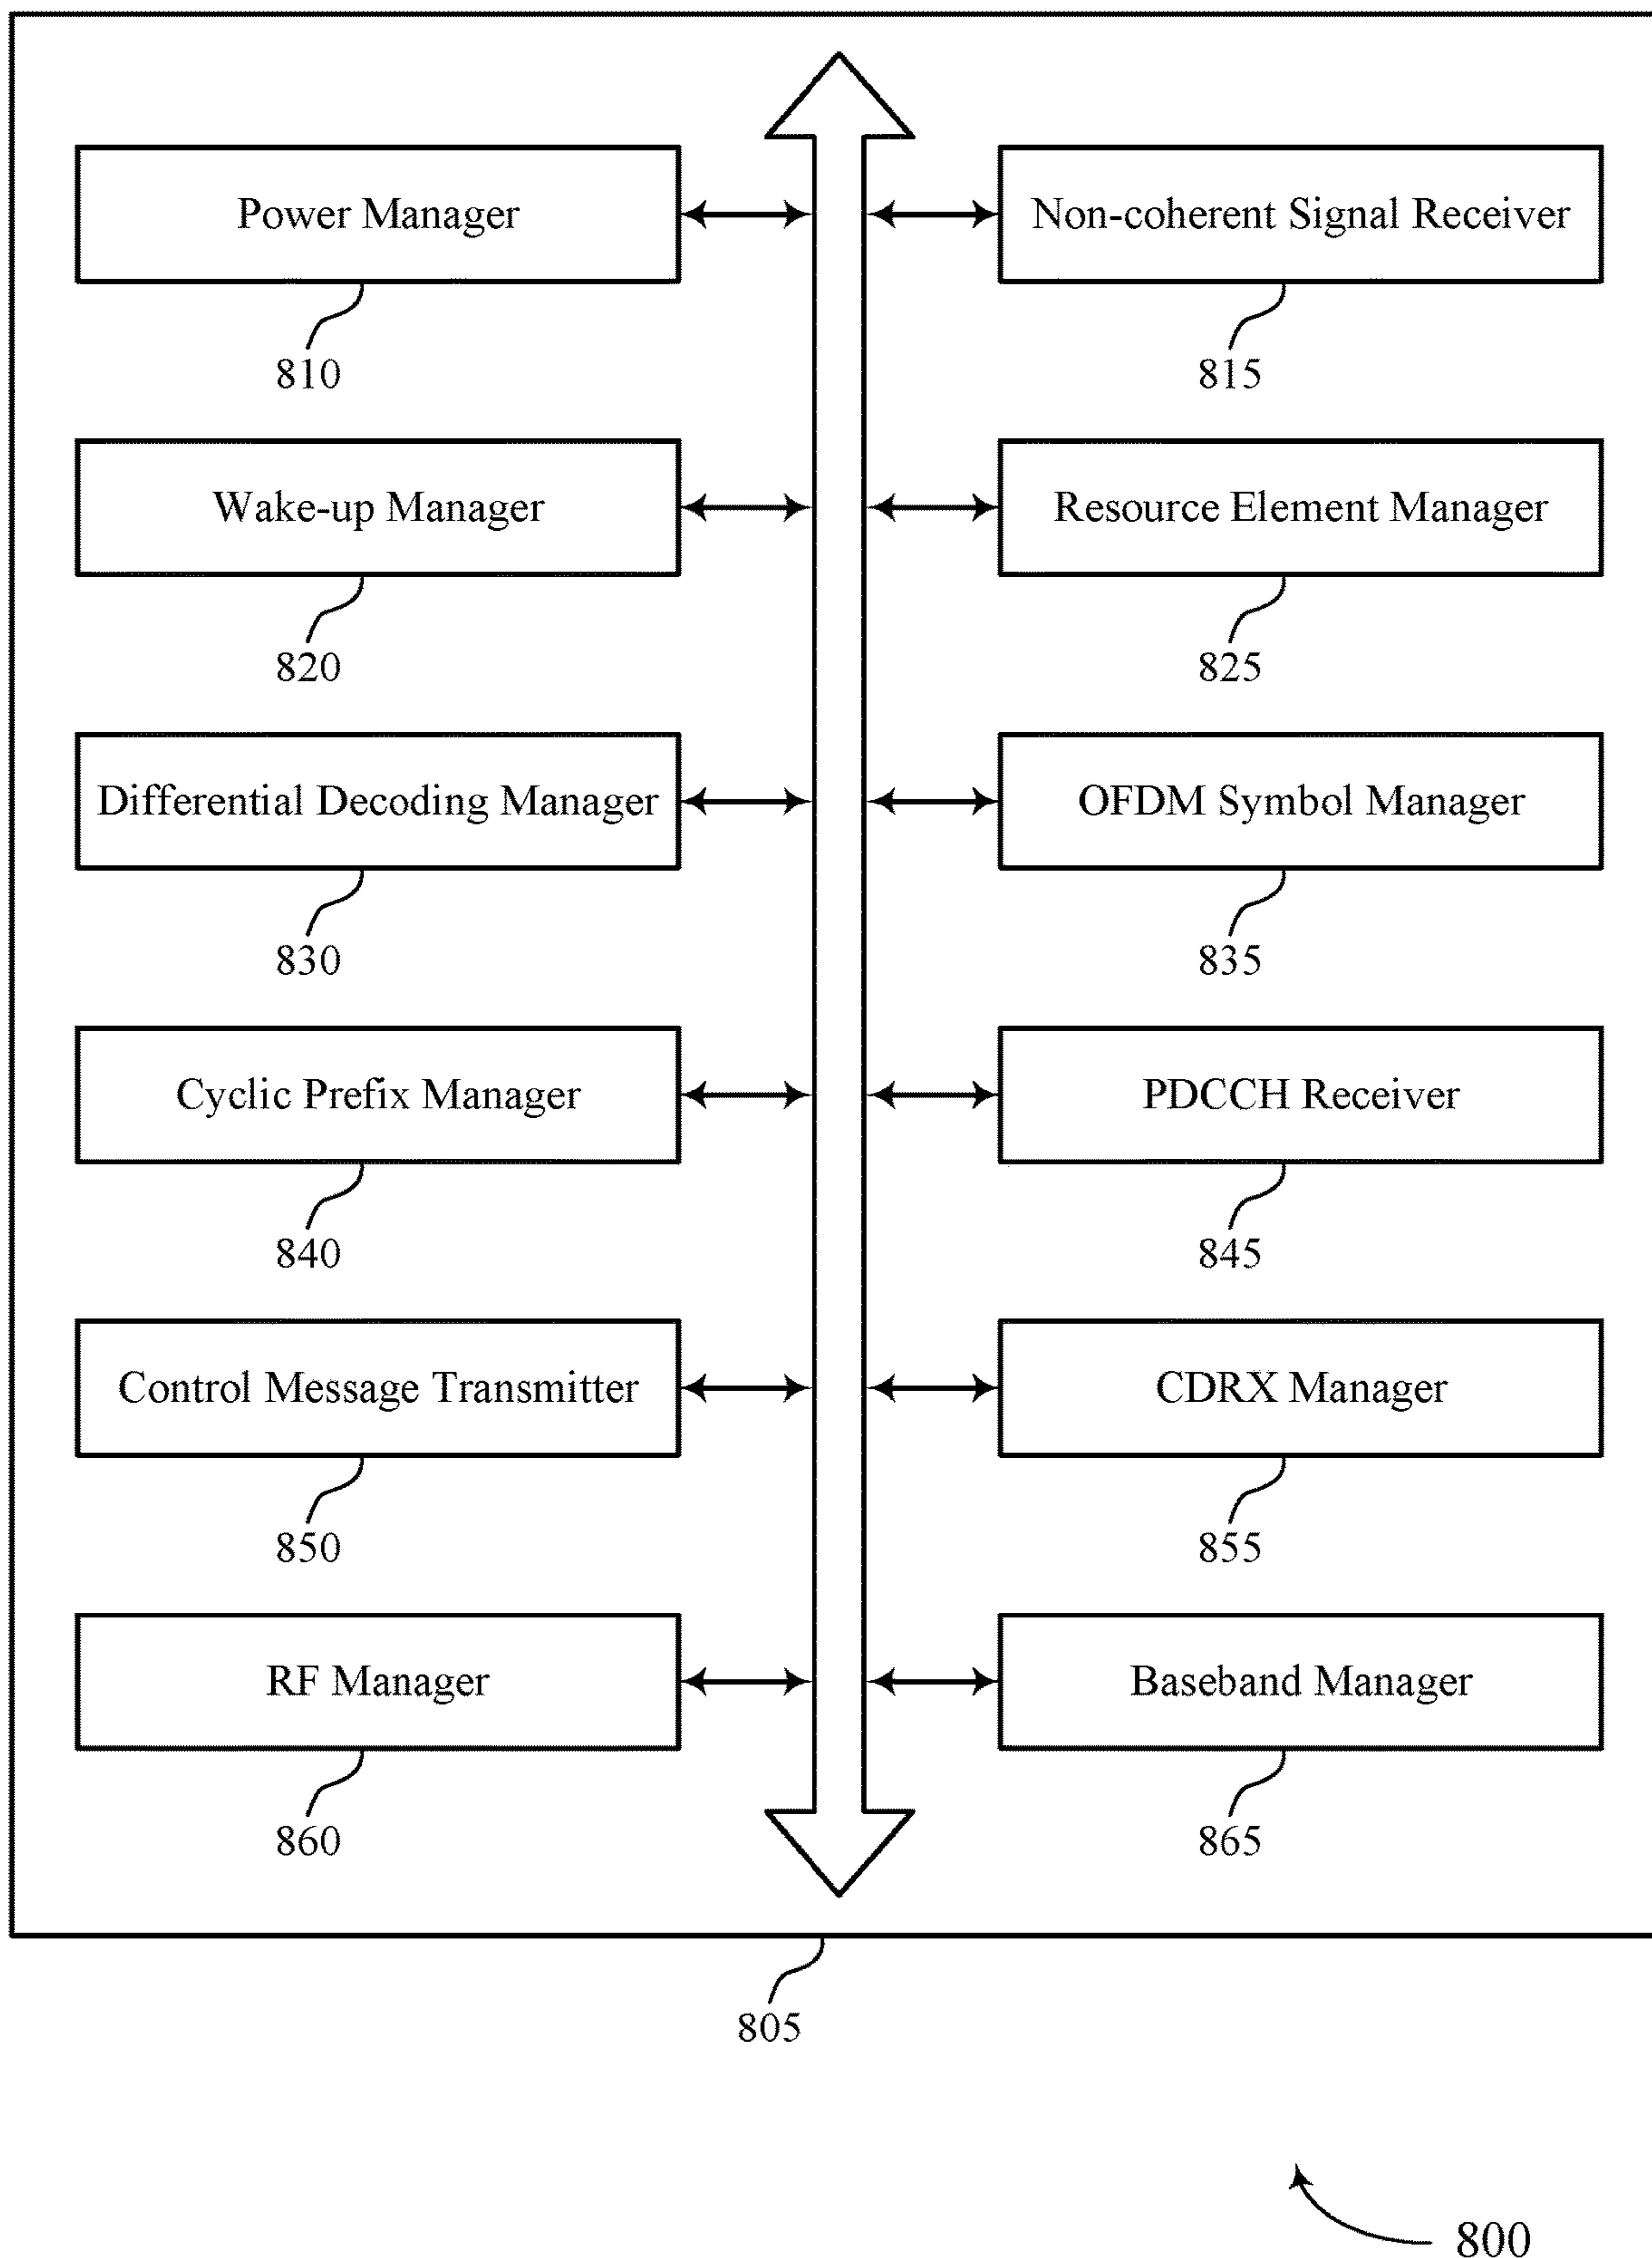 Power Manager
Non-coherent Signal Receiver
810
815
Wake-up Manager
Resource Element Manager
820
825
Differential Decoding Manager
OFDM Symbol Manager
830
835
Cyclic Prefix Manager
PDCCH Receiver
840
845
Control Message Transmitter
CDRX Manager
850
855
RF Manager
Baseband Manager
860
865
805
800